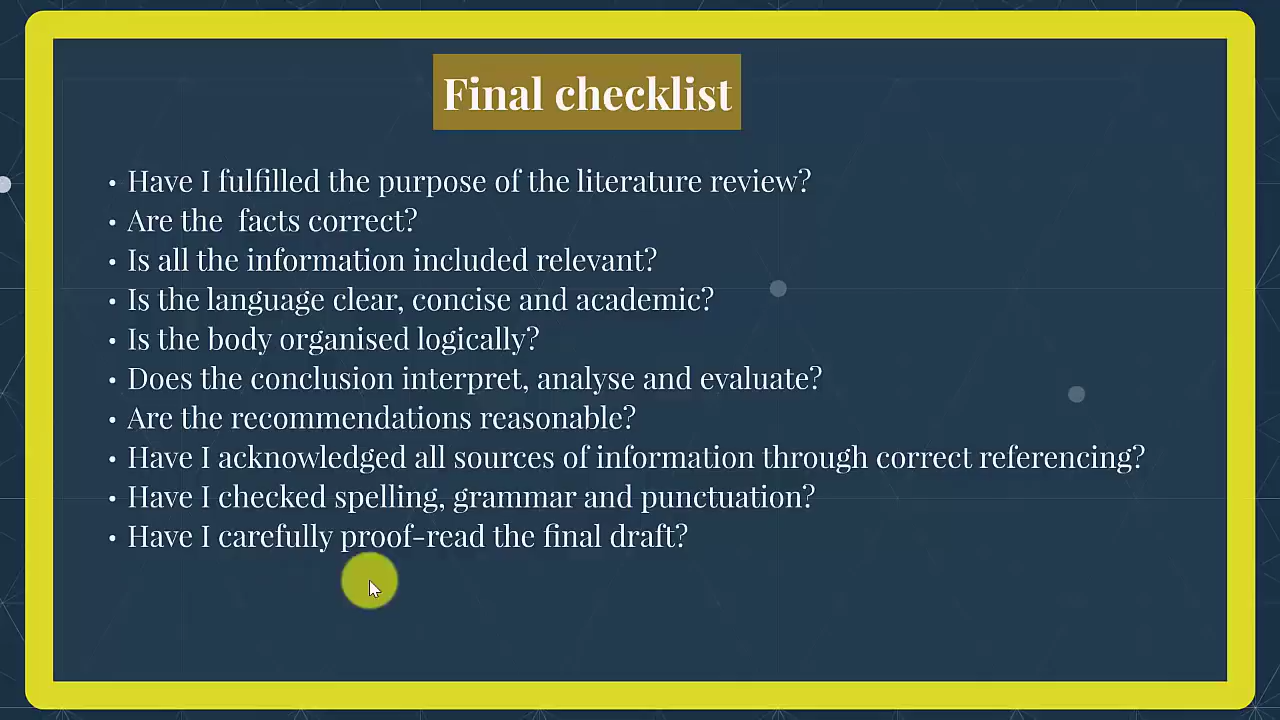 Final checklist
• Have I fulfilled the purpose of the literature review?
• Are the  facts correct?
• Is all the information included relevant?
• Is the language clear, concise and academic?
• Is the body organised logically?
• Does the conclusion interpret, analyse and evaluate?
• Are the recommendations reasonable?
• Have I acknowledged all sources of information through correct referencing?
• Have I checked spelling, grammar and punctuation?
• Have I carefully proof-read the final draft?